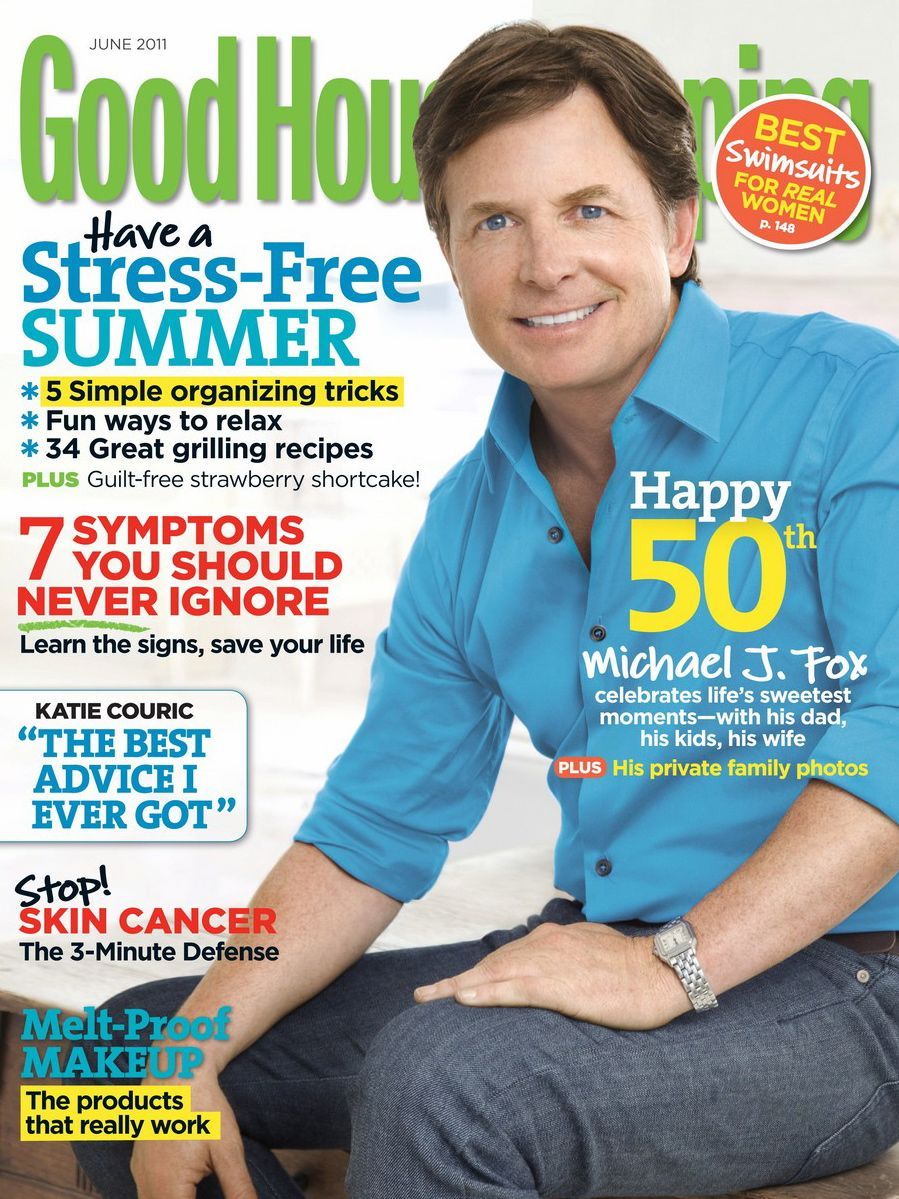 JUNE 2011
Good Hou ping
BEST
Swimsuits
FOR REAL
WOMEN
p. 148
Have a
Stress-Free
SUMMER
* 5 Simple organizing tricks
* Fun ways to relax
* 34 Great grilling recipes
PLUS Guilt-free strawberry shortcake!
7 SYMPTOMS
YOU SHOULD
NEVER IGNORE
Learn the signs, save your life
Happy
50th
Michael J. Fox
celebrates life's sweetest
moments—with his dad,
his kids, his wife
PLUS His private family photos
KATIE COURIC
“THE BEST
ADVICE I
EVER GOT”
Stop!
SKIN CANCER
The 3-Minute Defense
Melt-Proof
MAKEUP
The products
that really work